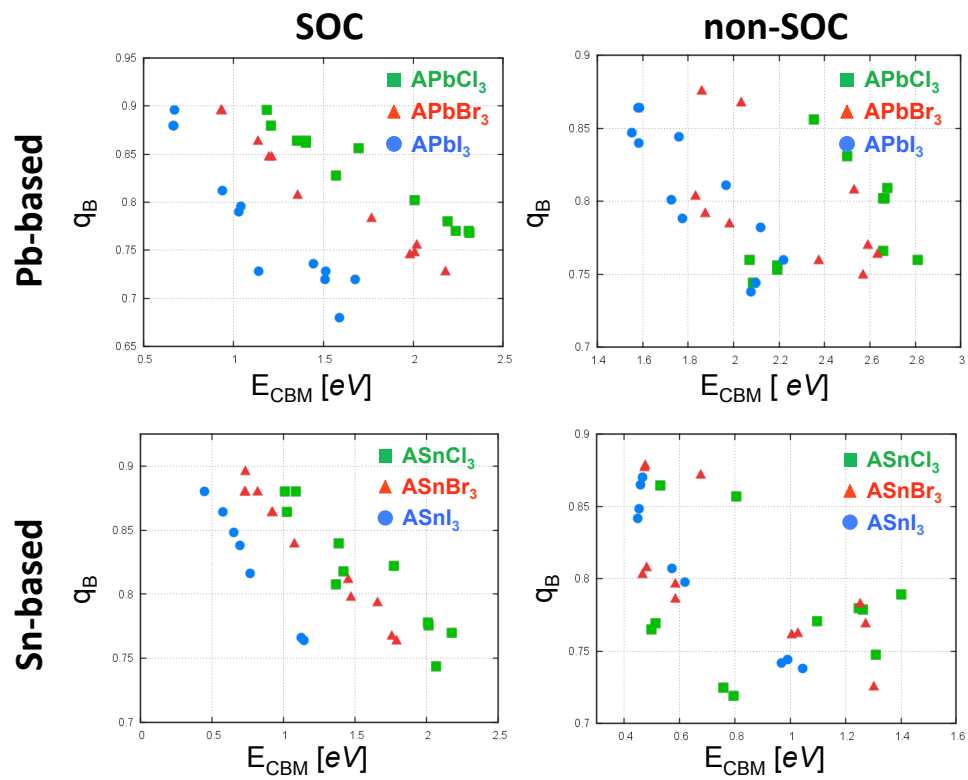 SOC
non-SOC
Pb-based
0.95
0.9
0.85
0.8
0.75
0.7
0.65
q_B
APbCl₃
APbBr₃
APbI₃
0.5
1
1.5
2
2.5
E_CBM [eV]
0.9
0.85
0.8
0.75
0.7
q_B
APbCl₃
APbBr₃
APbI₃
1.4
1.6
1.8
2
2.2
2.4
2.6
2.8
3
E_CBM [ eV]
Sn-based
0.9
0.85
0.8
0.75
0.7
q_B
ASnCl₃
ASnBr₃
ASnI₃
0
0.5
1
1.5
2
2.5
E_CBM [eV]
0.9
0.85
0.8
0.75
0.7
q_B
ASnCl₃
ASnBr₃
ASnI₃
0.4
0.6
0.8
1
1.2
1.4
1.6
E_CBM [eV]